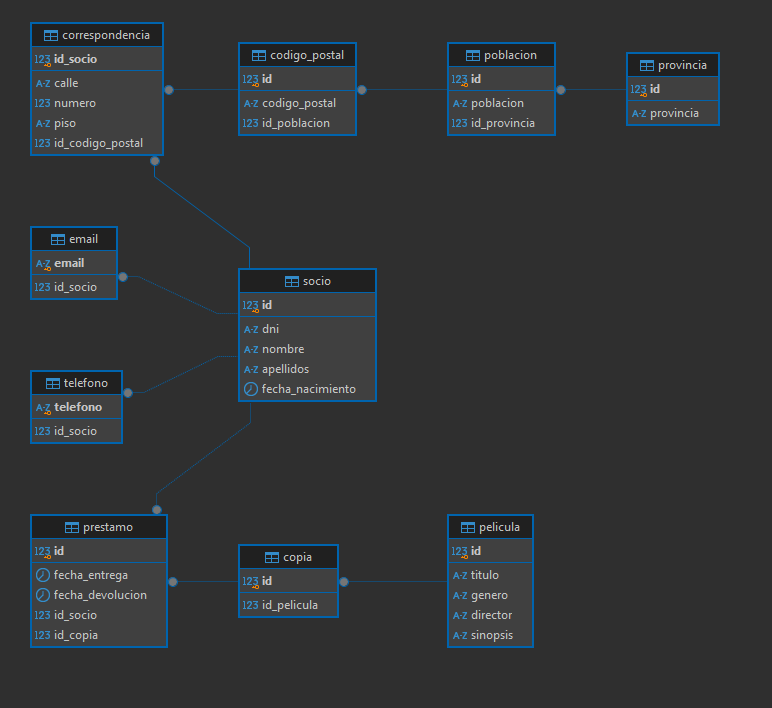 correspondencia
123 id_socio
A-Z calle
123 numero
A-Z piso
123 id_codigo_postal
codigo_postal
123 id
A-Z codigo_postal
123 id_poblacion
poblacion
123 id
A-Z poblacion
123 id_provincia
provincia
123 id
A-Z provincia
email
A-Z email
123 id_socio
socio
123 id
A-Z dni
A-Z nombre
A-Z apellidos
fecha_nacimiento
telefono
A-Z telefono
123 id_socio
prestamo
123 id
fecha_entrega
fecha_devolucion
123 id_socio
123 id_copia
copia
123 id
123 id_pelicula
pelicula
123 id
A-Z titulo
A-Z genero
A-Z director
A-Z sinopsis